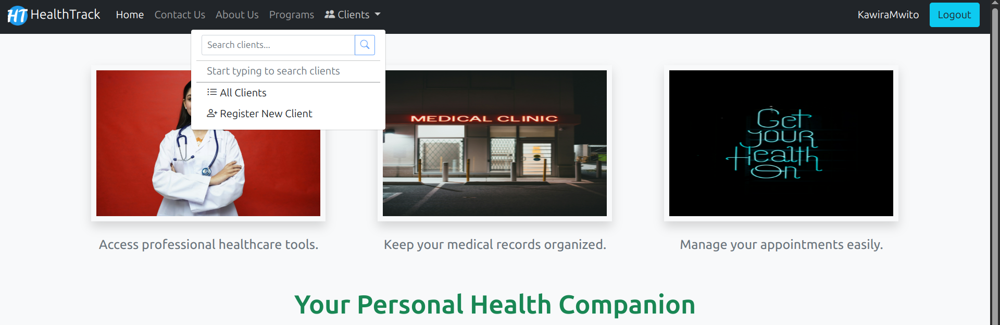 HT HealthTrack Home Contact Us About Us Programs Clients KawiraMwito Logout
Search clients...
Start typing to search clients
All Clients
Register New Client
MEDICAL CLINIC
Get
your
Health
On
Access professional healthcare tools. Keep your medical records organized. Manage your appointments easily.
Your Personal Health Companion